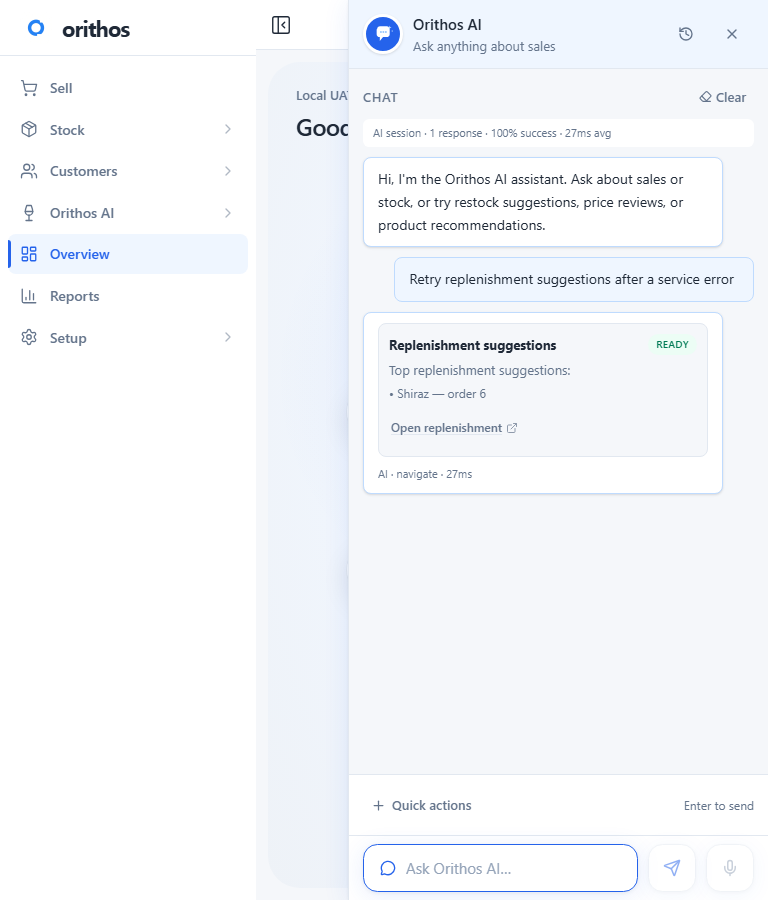 orithos
Sell
Stock
Customers
Orithos AI
Overview
Reports
Setup
Local UA
Good
Orithos AI
Ask anything about sales
CHAT
Clear
AI session · 1 response · 100% success · 27ms avg
Hi, I'm the Orithos AI assistant. Ask about sales or
stock, or try restock suggestions, price reviews, or
product recommendations.
Retry replenishment suggestions after a service error
Replenishment suggestions
READY
Top replenishment suggestions:
• Shiraz — order 6
Open replenishment
AI · navigate · 27ms
Quick actions
Enter to send
Ask Orithos AI...